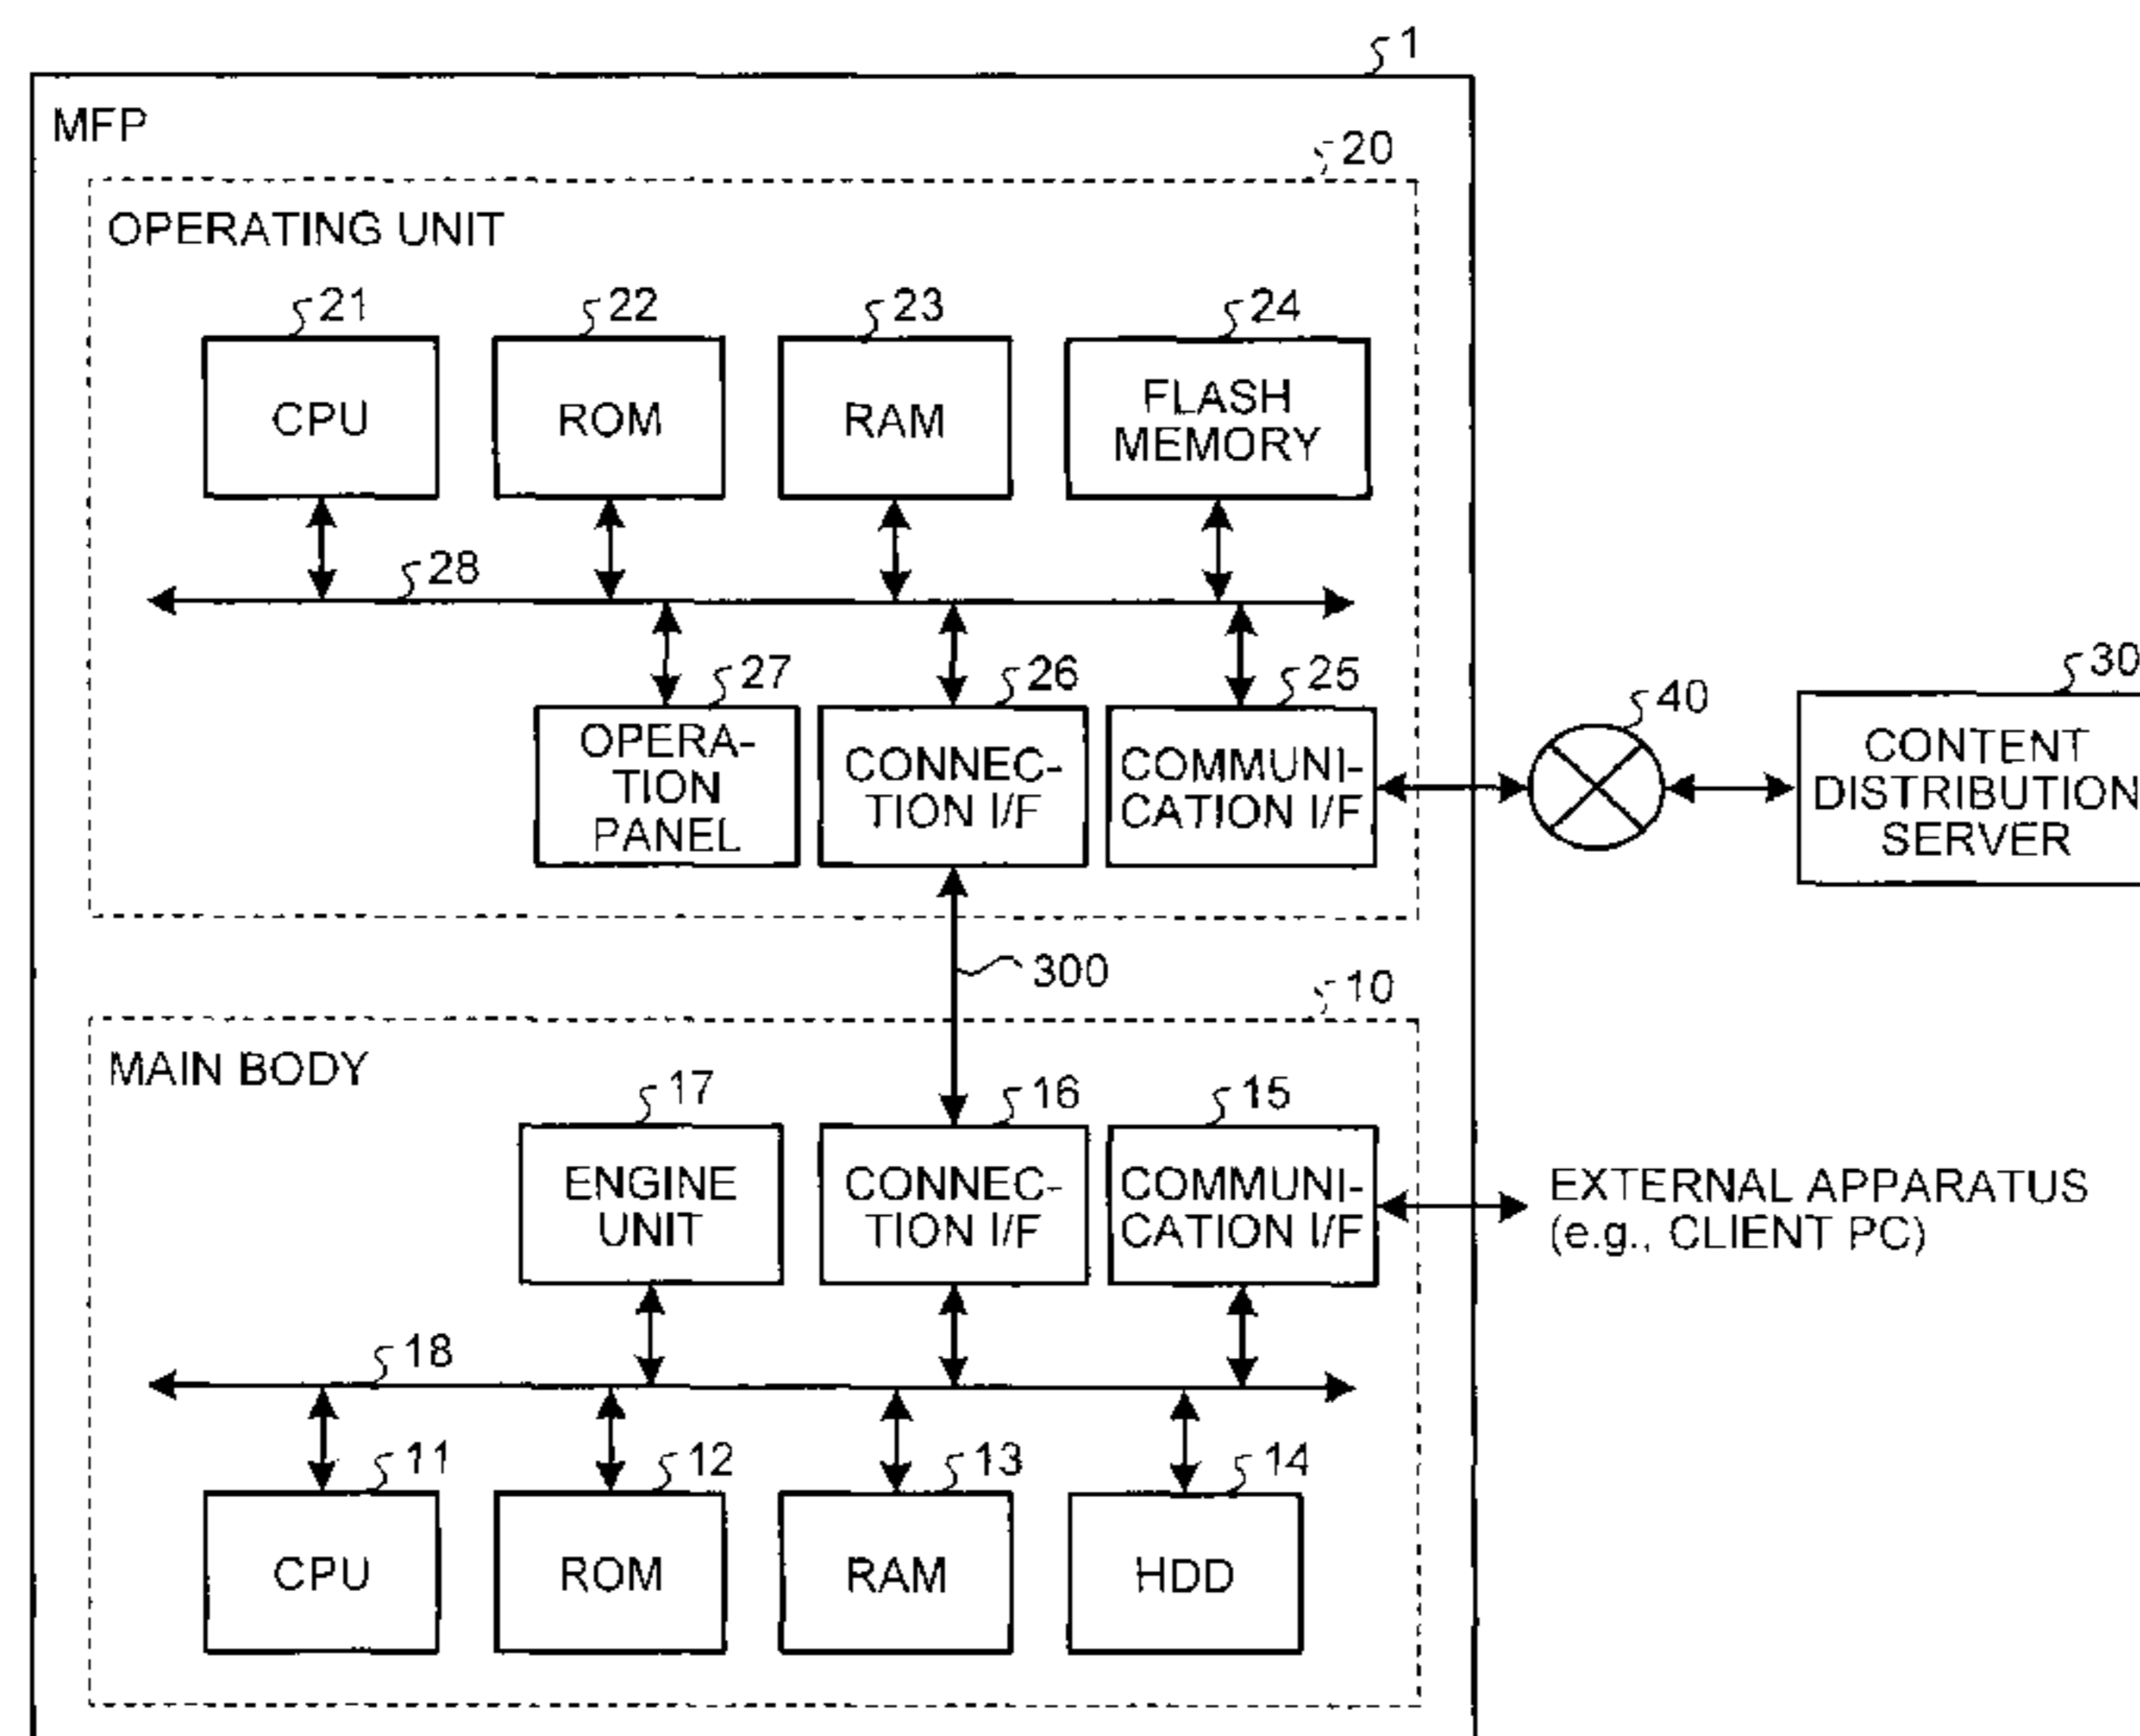 1
MFP
20
OPERATING UNIT
21
22
23
24
CPU
ROM
RAM
FLASH
MEMORY
28
27
26
25
OPERA-
TION
PANEL
CONNEC-
TION I/F
COMMUNI-
CATION I/F
40
30
CONTENT
DISTRIBUTION
SERVER
300
10
MAIN BODY
17
16
15
ENGINE
UNIT
CONNEC-
TION I/F
COMMUNI-
CATION I/F
EXTERNAL APPARATUS
(e.g., CLIENT PC)
18
11
12
13
14
CPU
ROM
RAM
HDD